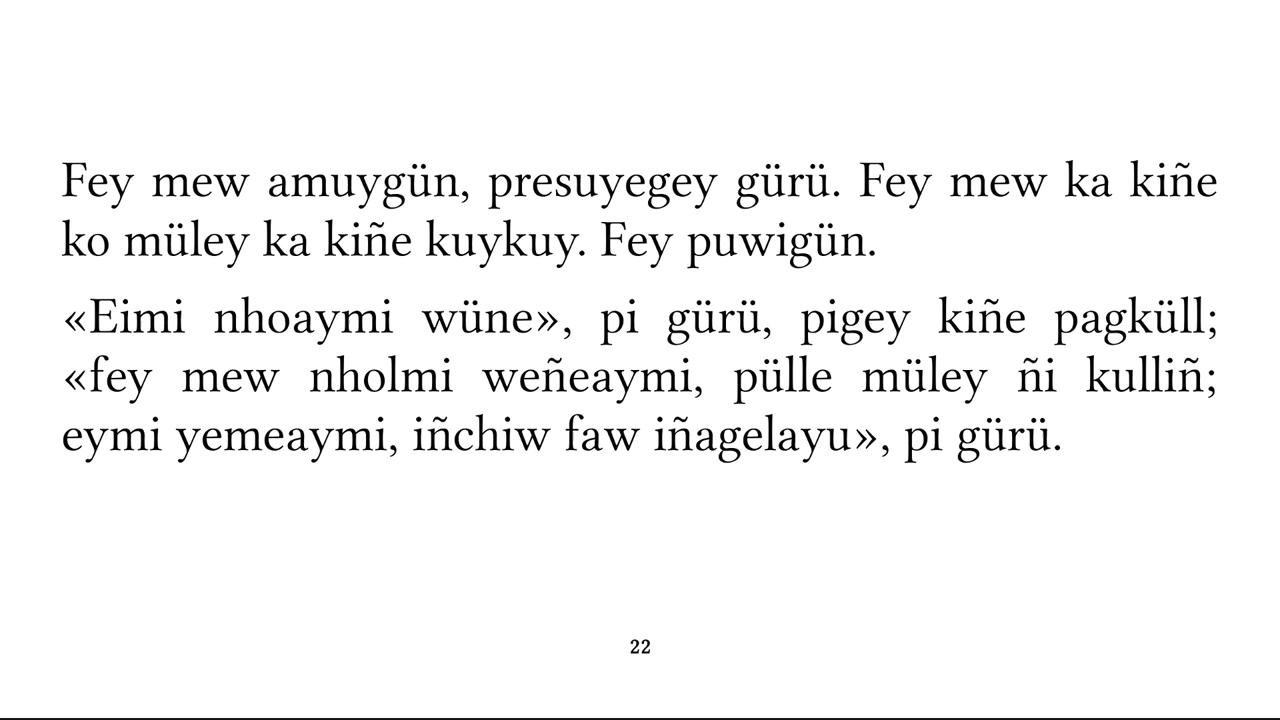 Fey mew amuygün, presuyegey gürü. Fey mew ka kiñe
ko müley ka kiñe kuykuy. Fey puwigün.
«Eimi nhoaymi wüne», pi gürü, pigey kiñe pagküll;
«fey mew nholmi weñeaymi, pülle müley ñi kulliñ;
eymi yemeaymi, iñchiw faw iñagelayu», pi gürü.
22